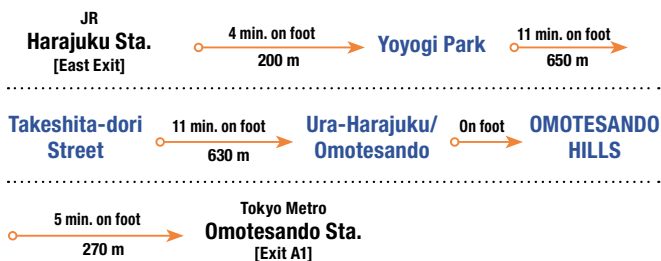 JR
Harajuku Sta.
[East Exit]
4 min. on foot
200 m
Yoyogi Park
11 min. on foot
650 m
Takeshita-dori
Street
11 min. on foot
630 m
Ura-Harajuku/
Omotesando
On foot
OMOTESANDO
HILLS
5 min. on foot
270 m
Tokyo Metro
Omotesando Sta.
[Exit A1]